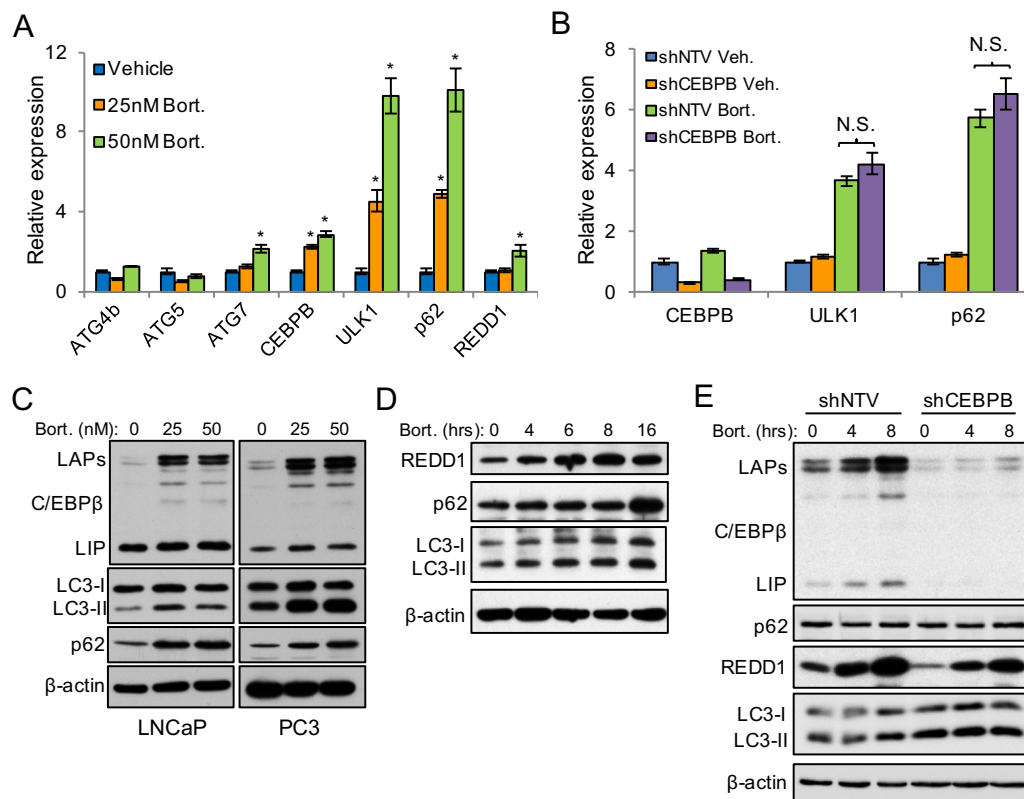 A
Relative expression
12
8
4
0
Vehicle
25nM Bort.
50nM Bort.
* * * * * * * *
ATG4b ATG5 ATG7 CEBPB ULK1 p62 REDD1
B
Relative expression
8
6
4
2
0
shNTV Veh.
shCEBPB Veh.
shNTV Bort.
shCEBPB Bort.
N.S.
N.S.
CEBPB ULK1 p62
C
Bort. (nM): 0 25 50 0 25 50
LAPs
C/EBPβ
LIP
LC3-I
LC3-II
p62
β-actin
LNCaP PC3
D
Bort. (hrs): 0 4 6 8 16
REDD1
p62
LC3-I
LC3-II
β-actin
E
shNTV shCEBPB
Bort. (hrs): 0 4 8 0 4 8
LAPs
C/EBPβ
LIP
p62
REDD1
LC3-I
LC3-II
β-actin